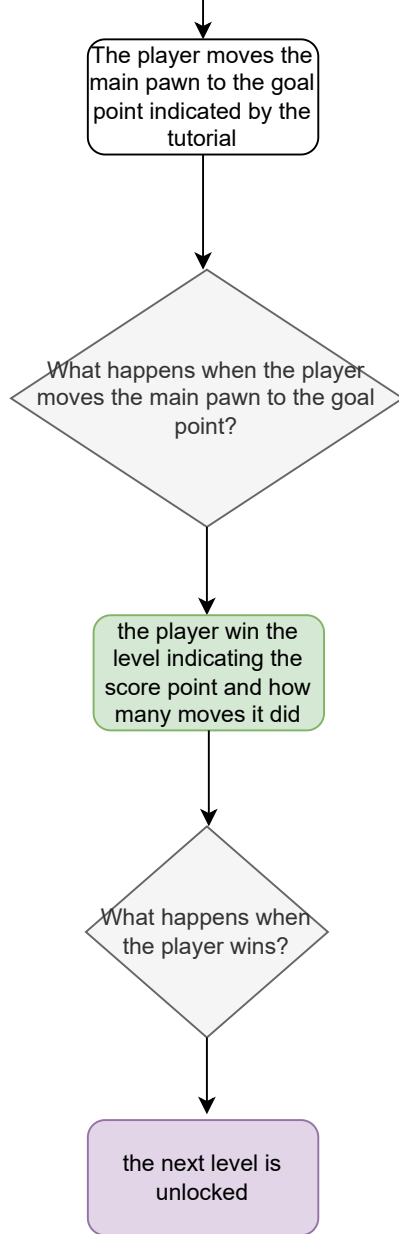 The player moves the
main pawn to the goal
point indicated by the
tutorial
What happens when the player
moves the main pawn to the goal
point?
the player win the
level indicating the
score point and how
many moves it did
What happens when
the player wins?
the next level is
unlocked